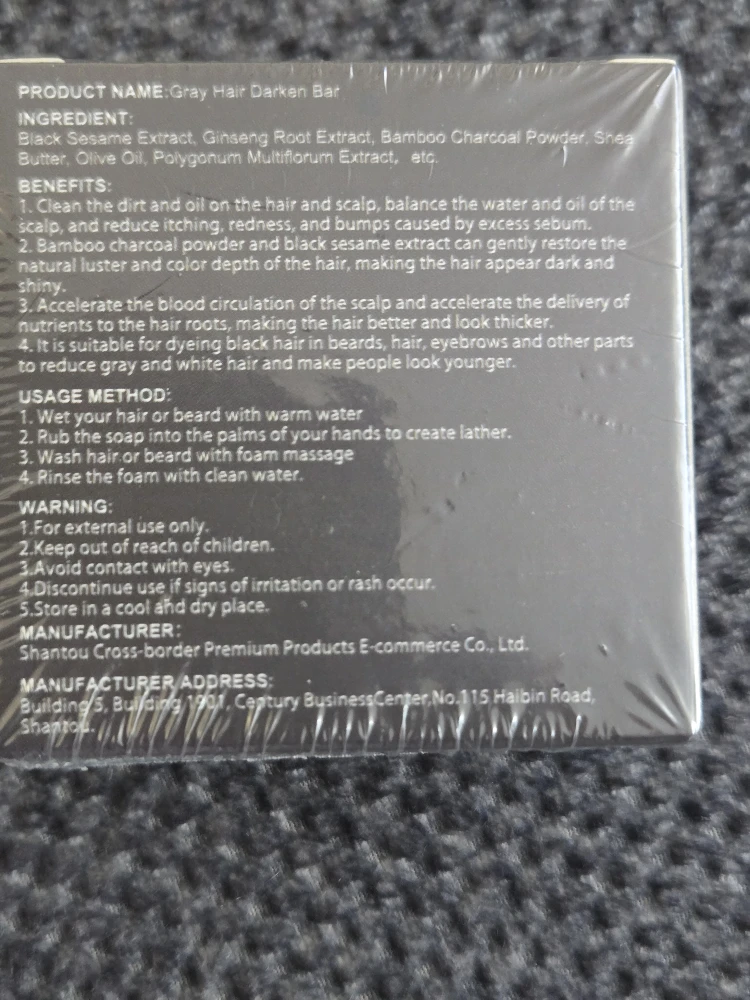 PRODUCT NAME:Gray Hair Darken Bar
INGREDIENT:
Black Sesame Extract, Ginseng Root Extract, Bamboo Charcoal Powder, Shea
Butter, Olive Oil, Polygonum Multiflorum Extract, etc.
BENEFITS:
1. Clean the dirt and oil on the hair and scalp, balance the water and oil of the
scalp, and reduce itching, redness, and bumps caused by excess sebum.
2. Bamboo charcoal powder and black sesame extract can gently restore the
natural luster and color depth of the hair, making the hair appear dark and
shiny.
3. Accelerate the blood circulation of the scalp and accelerate the delivery of
nutrients to the hair roots, making the hair better and look thicker.
4. It is suitable for dyeing black hair in beards, hair, eyebrows and other parts
to reduce gray and white hair and make people look younger.
USAGE METHOD:
1. Wet your hair or beard with warm water
2. Rub the soap into the palms of your hands to create lather.
3. Wash hair or beard with foam massage
4. Rinse the foam with clean water.
WARNING:
1.For external use only.
2.Keep out of reach of children.
3.Avoid contact with eyes.
4.Discontinue use if signs of irritation or rash occur.
5.Store in a cool and dry place.
MANUFACTURER:
Shantou Cross-border Premium Products E-commerce Co., Ltd.
MANUFACTURER ADDRESS:
Building 5, Building 1901, Century BusinessCenter,No.115 Haibin Road,
Shantou.